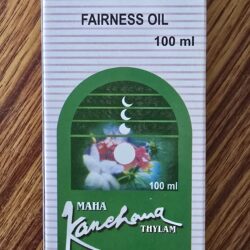 FAIRNESS OIL
100 ml
100 ml
MAHA
Kanchana
THYLAM